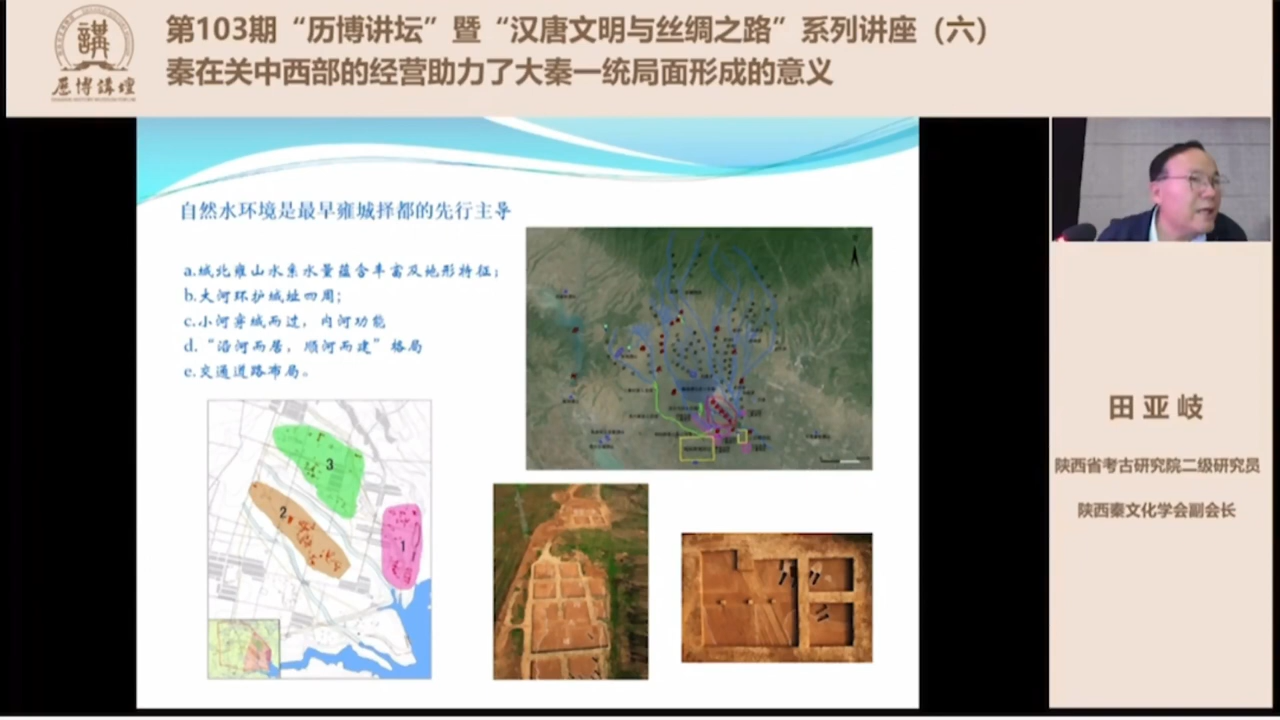 第103期“历博讲坛”暨“汉唐文明与丝绸之路”系列讲座（六）
秦在关中西部的经营助力了大秦一统局面形成的意义
講
历博講壇
自然水环境是最早雍城择都的先行主导
a.城北雍山水系水量蕴含丰富及地形特征；
b.大河环护城址四周；
c.小河穿城而过，内河功能
d.“沿河而居，顺河而建”格局
e.交通道路布局。
3
2
1
田亚岐
陕西省考古研究院二级研究员
陕西秦文化学会副会长